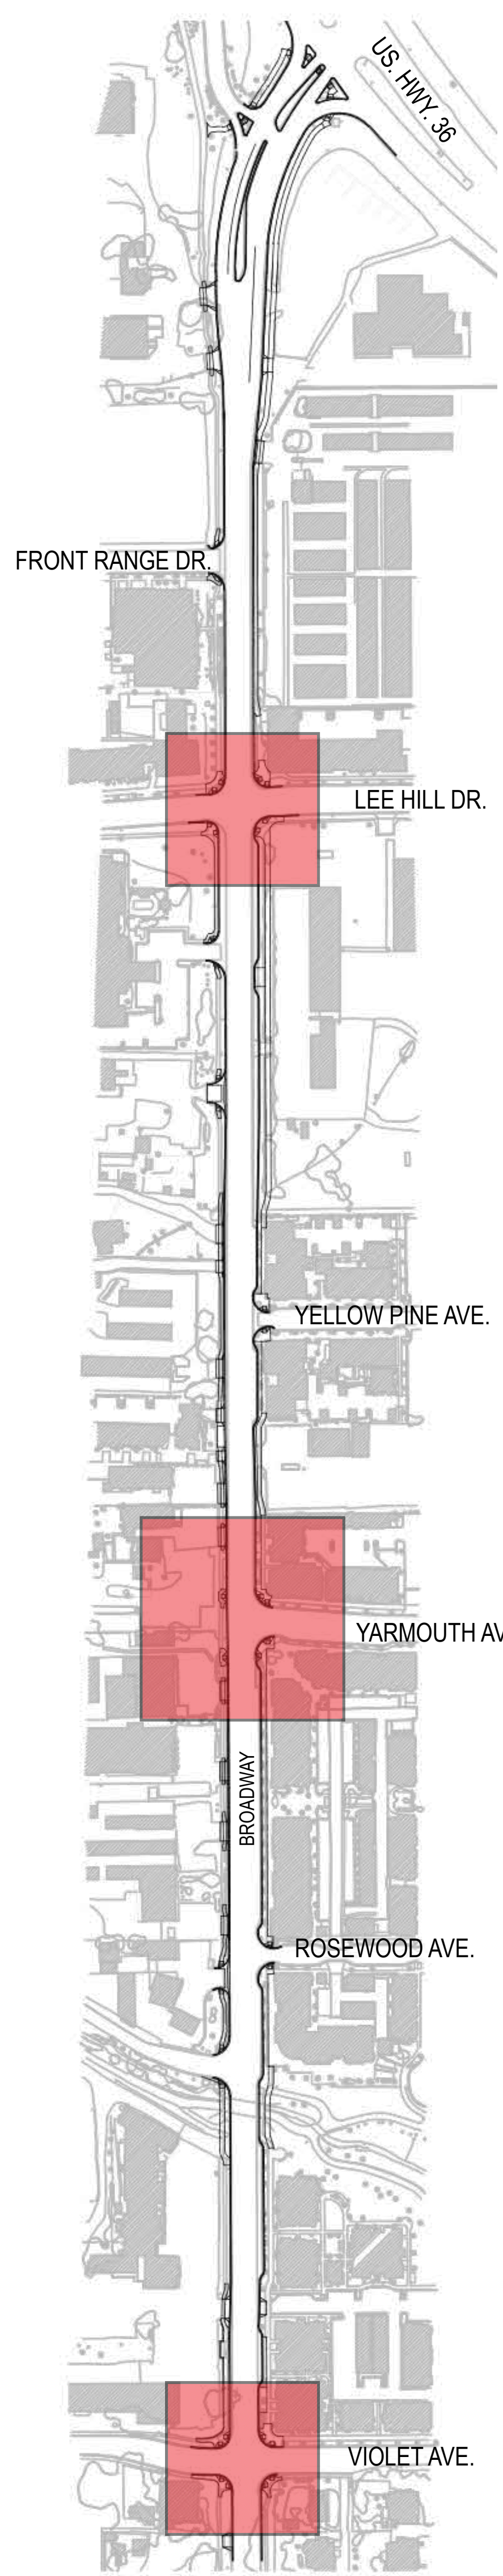 US. HWY. 36
FRONT RANGE DR.
LEE HILL DR.
YELLOW PINE AVE.
YARMOUTH AV
BROADWAY
ROSEWOOD AVE.
VIOLET AVE.